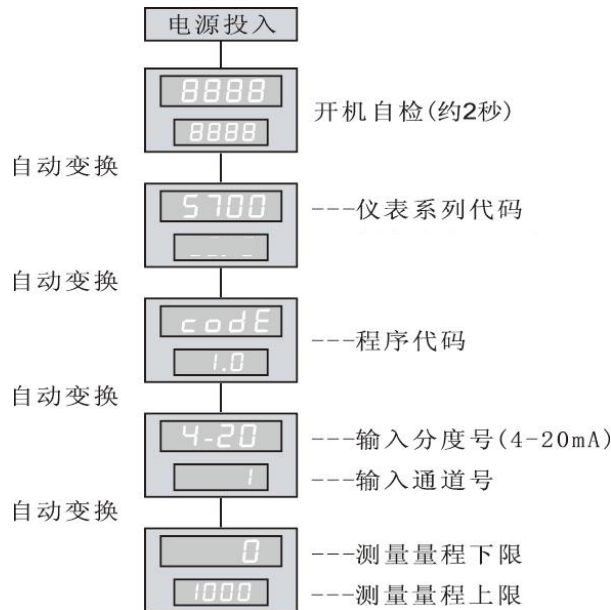 电源投入
8888
8888
开机自检(约2秒)
自动变换
5700
---仪表系列代码
自动变换
codE
1.0
---程序代码
自动变换
4-20
---输入分度号(4-20mA)
1
---输入通道号
自动变换
0
---测量量程下限
1000
---测量量程上限